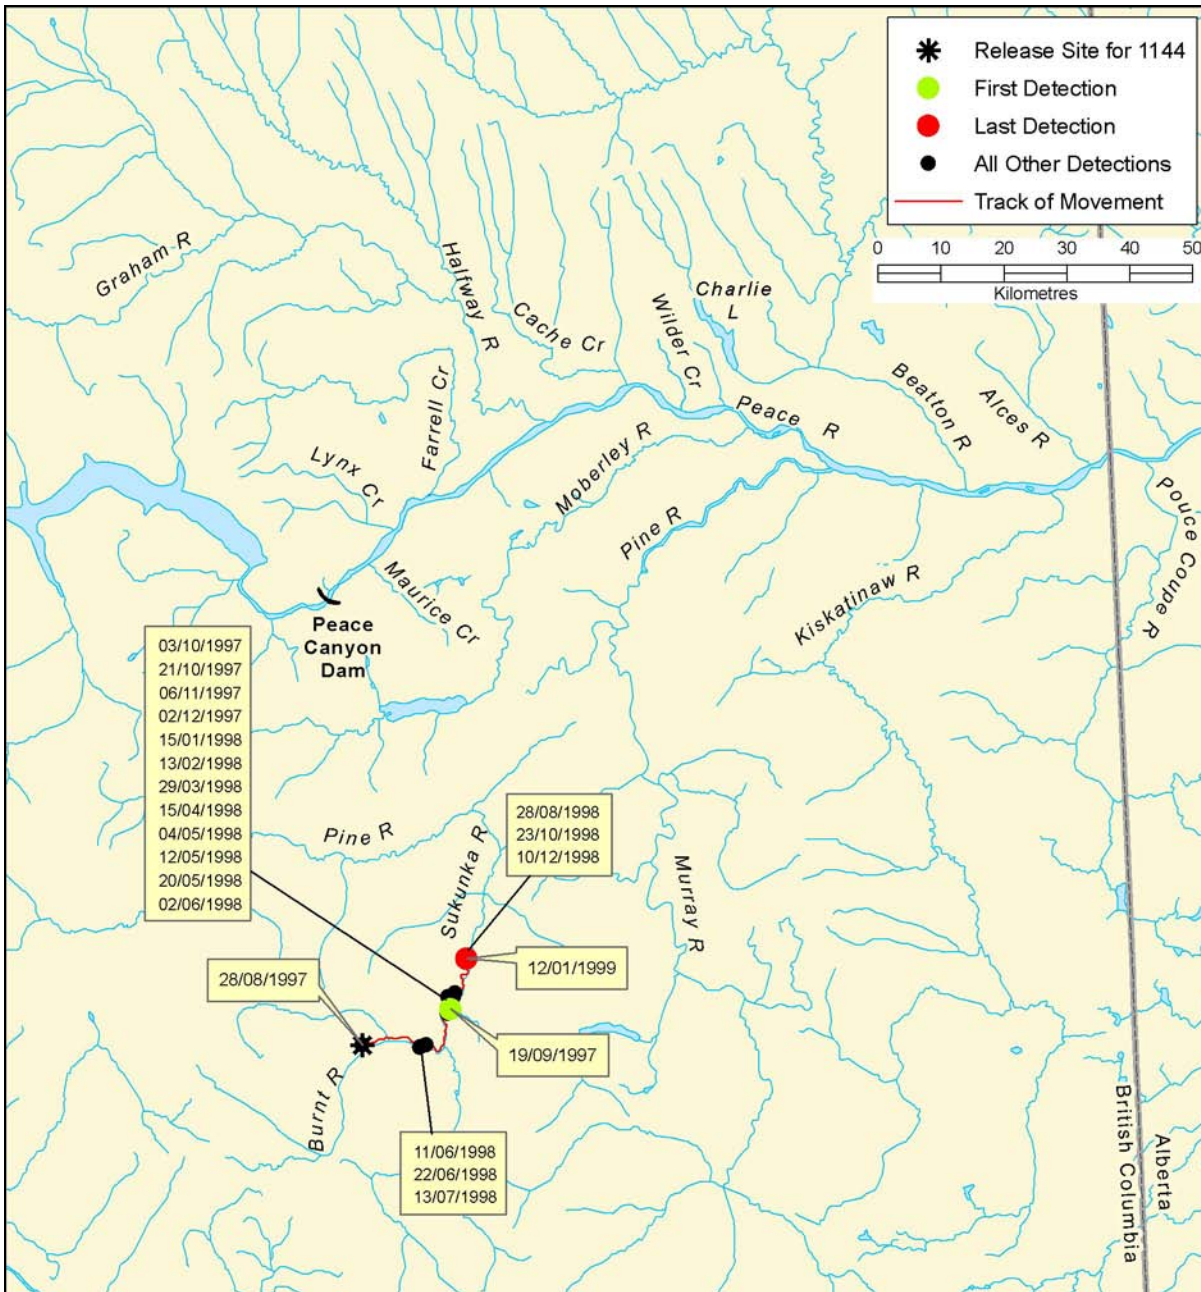 Release Site for 1144
First Detection
Last Detection
All Other Detections
Track of Movement
0 10 20 30 40 50
Kilometres
Graham R
Halfway R
Cache Cr
Wilder Cr
Charlie
L
Farrell Cr
Lynx Cr
Peace R
Beatton R
Alces R
Moberley R
Pine R
Pouce Coupe R
Kiskatinaw R
Maurice Cr
Peace
Canyon
Dam
03/10/1997
21/10/1997
06/11/1997
02/12/1997
15/01/1998
13/02/1998
29/03/1998
15/04/1998
04/05/1998
12/05/1998
20/05/1998
02/06/1998
Pine R
Sukunka R
28/08/1998
23/10/1998
10/12/1998
Murray R
28/08/1997
12/01/1999
19/09/1997
Burnt R
11/06/1998
22/06/1998
13/07/1998
British Columbia
Alberta